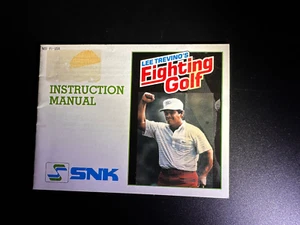 INSTRUCTION
MANUAL
LEE TREVINO'S
Fighting
Golf
SNK